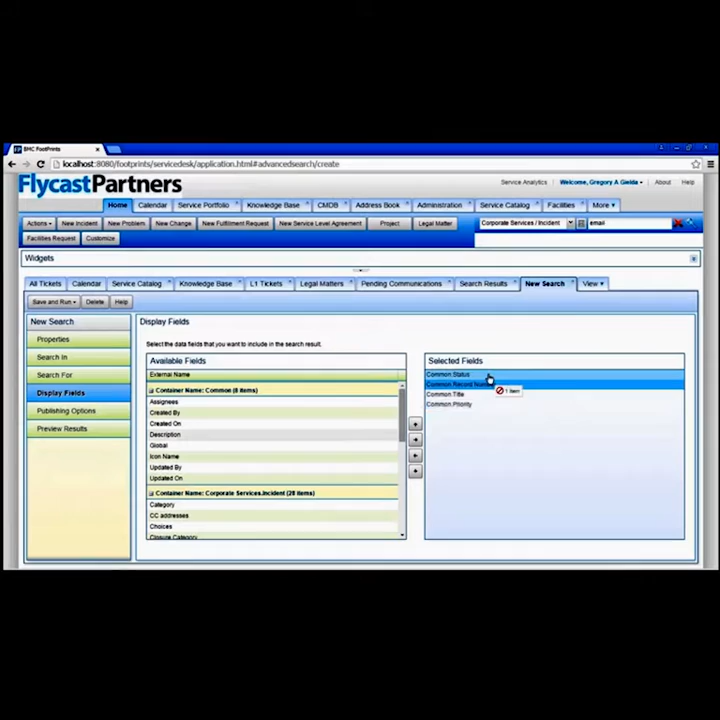 BMC FootPrints
localhost:8080/footprints/servicedesk/application.html#advancedsearch/create
FlycastPartners
Service Analytics Welcome, Gregory A Gwida About Help
Home Calendar Service Portfolio Knowledge Base CMDB Address Book Administration Service Catalog Facilities More
Actions New Incident New Problem New Change New Fulfillment Request New Service Level Agreement Project Legal Matter Corporate Services / Incident email
Facilities Request Customize
Widgets
All Tickets Calendar Service Catalog Knowledge Base L1 Tickets Legal Matters Pending Communications Search Results New Search View
Save and Run Delete Help
New Search
Properties
Search In
Search For
Display Fields
Publishing Options
Preview Results
Display Fields
Select the data fields that you want to include in the search result.
Available Fields
External Name
Container Name: Common (8 items)
Assignees
Created By
Created On
Description
Global
Icon Name
Updated By
Updated On
Container Name: Corporate Services.Incident (28 items)
Category
CC addresses
Choices
Closure Category
Selected Fields
Common.Status
Common.Record
Common.Title
Common.Priority
1 item